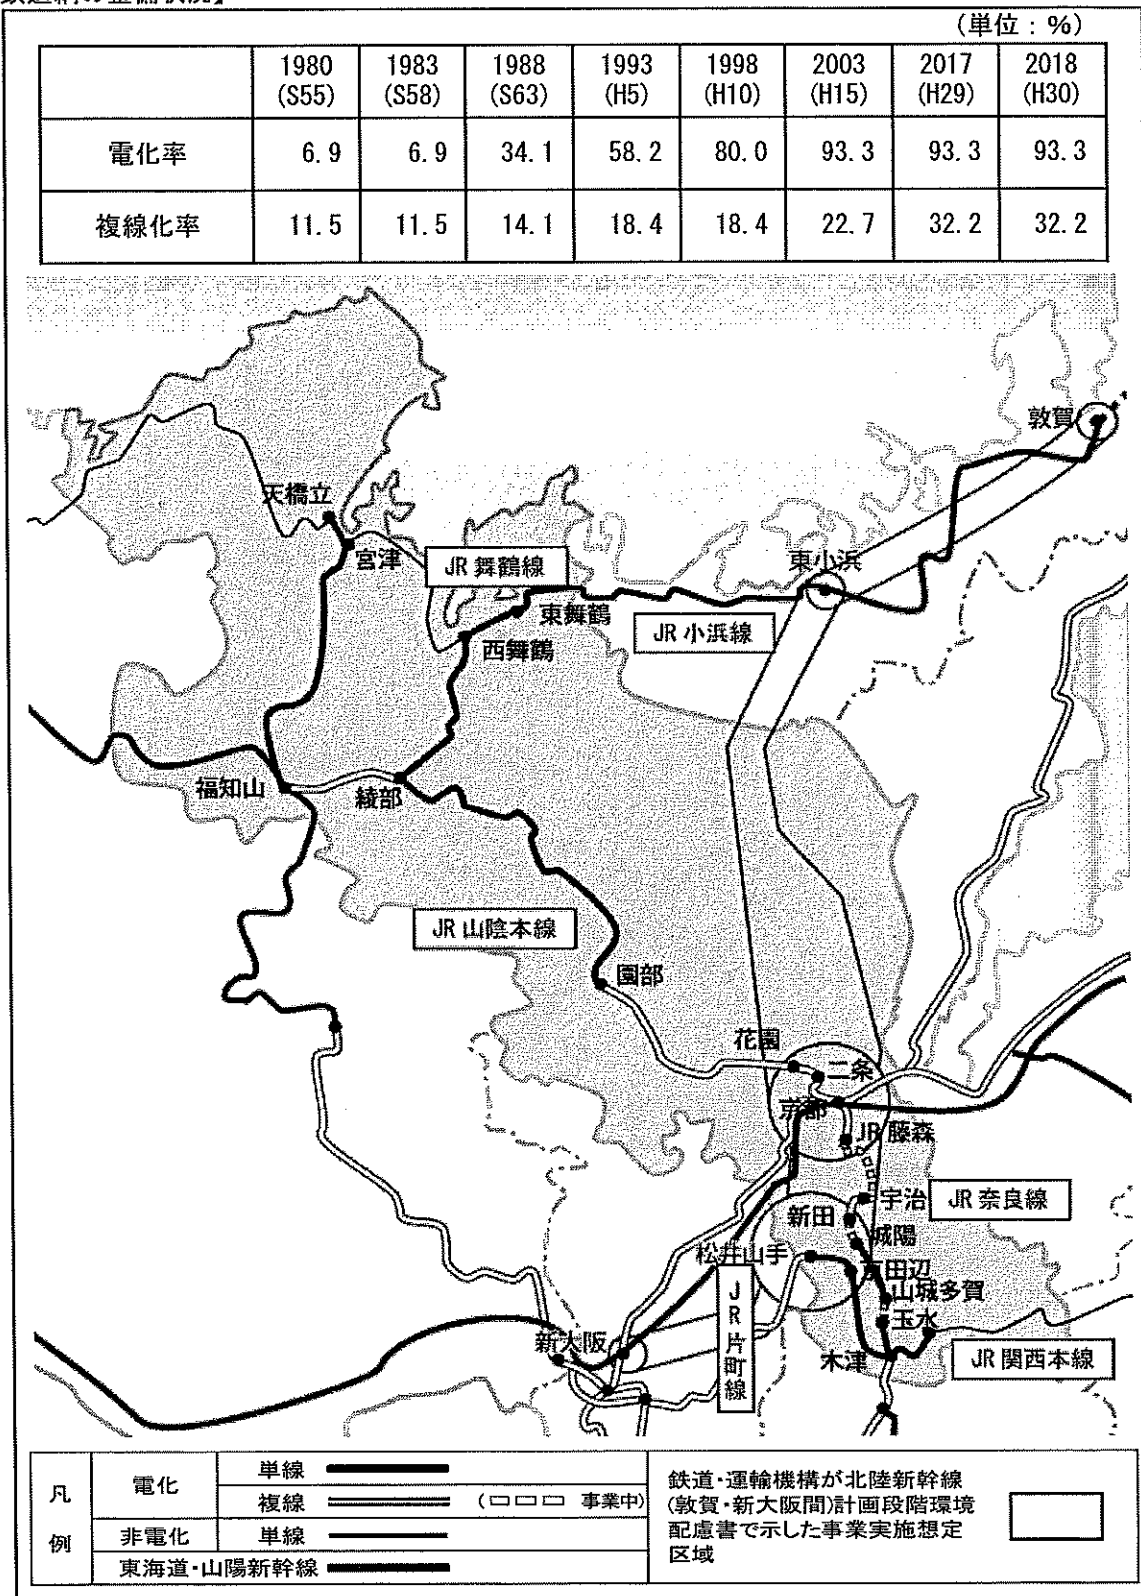 (単位：%)
1980 1983 1988 1993 1998 2003 2017 2018
(S55) (S58) (S63) (H5) (H10) (H15) (H29) (H30)
電化率 6.9 6.9 34.1 58.2 80.0 93.3 93.3 93.3
複線化率 11.5 11.5 14.1 18.4 18.4 22.7 32.2 32.2
敦賀
天橋立
宮津
JR 舞鶴線
東小浜
東舞鶴
JR 小浜線
西舞鶴
福知山
綾部
JR 山陰本線
園部
花園
二条
京都
JR 藤森
宇治
JR 奈良線
新田
城陽
松井山手
京田辺
山城多賀
JR片町線
玉水
新大阪
木津
JR 関西本線
凡例
電化
単線
複線
(事業中)
非電化
単線
東海道・山陽新幹線
鉄道・運輸機構が北陸新幹線
(敦賀・新大阪間)計画段階環境
配慮書で示した事業実施想定
区域